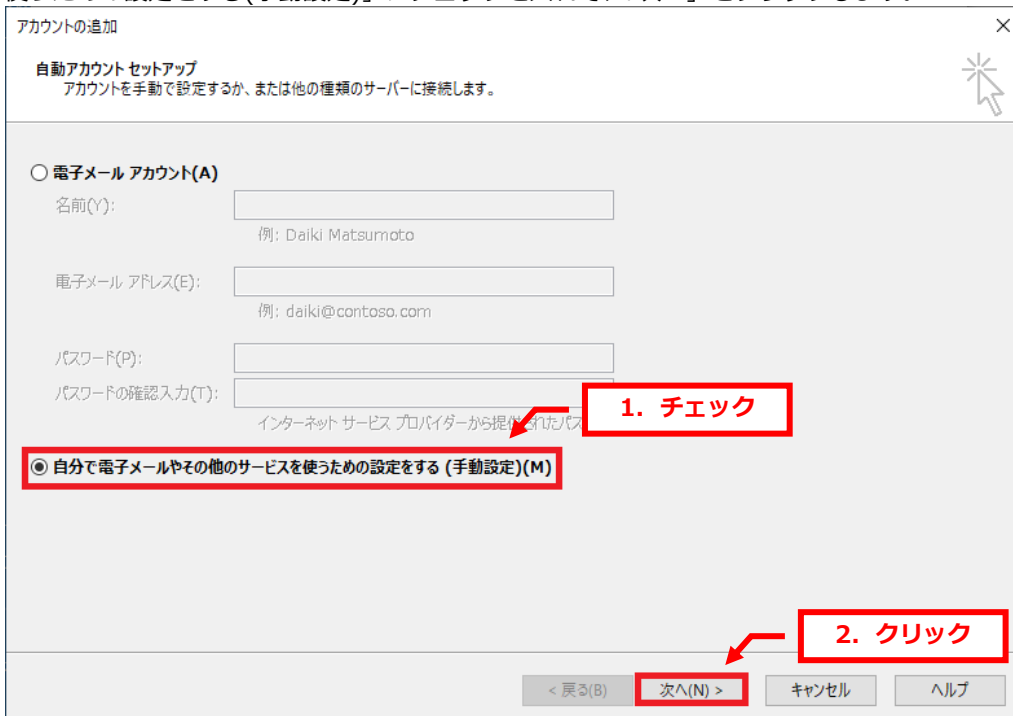 アカウントの追加
自動アカウント セットアップ
アカウントを手動で設定するか、または他の種類のサーバーに接続します。
電子メール アカウント(A)
名前(Y):
例: Daiki Matsumoto
電子メール アドレス(E):
例: daiki@contoso.com
パスワード(P):
パスワードの確認入力(T):
インターネット サービス プロバイダーから提供されたパス
1. チェック
自分で電子メールやその他のサービスを使うための設定をする (手動設定)(M)
2. クリック
< 戻る(B)
次へ(N) >
キャンセル
ヘルプ